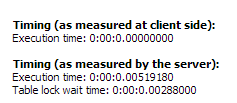 Timing (as measured at client side):
Execution time: 0:00:0.00000000
Timing (as measured by the server):
Execution time: 0:00:0.00519180
Table lock wait time: 0:00:0.00288000